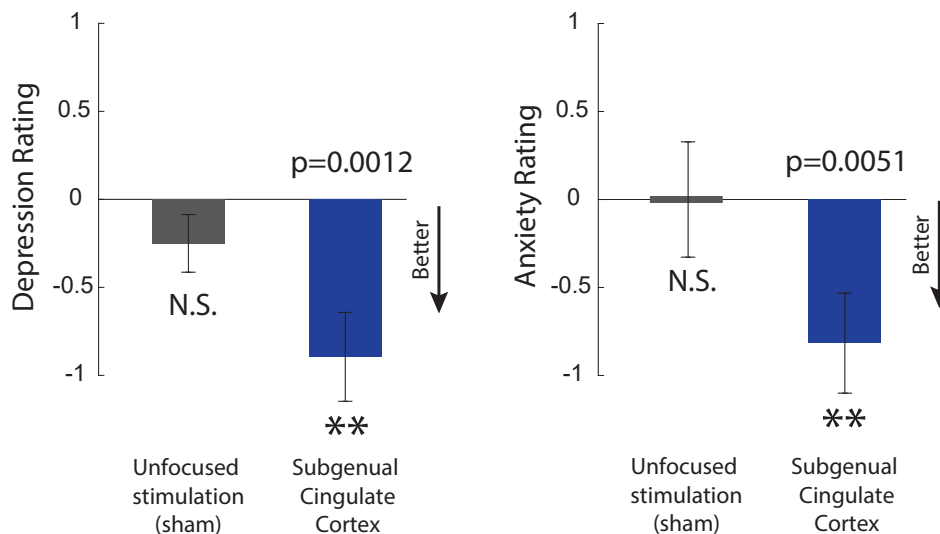 Depression Rating
1
0.5
0
-0.5
-1
p=0.0012
N.S.
**
Better
Unfocused
stimulation
(sham)
Subgenual
Cingulate
Cortex
Anxiety Rating
1
0.5
0
-0.5
-1
p=0.0051
N.S.
**
Better
Unfocused
stimulation
(sham)
Subgenual
Cingulate
Cortex